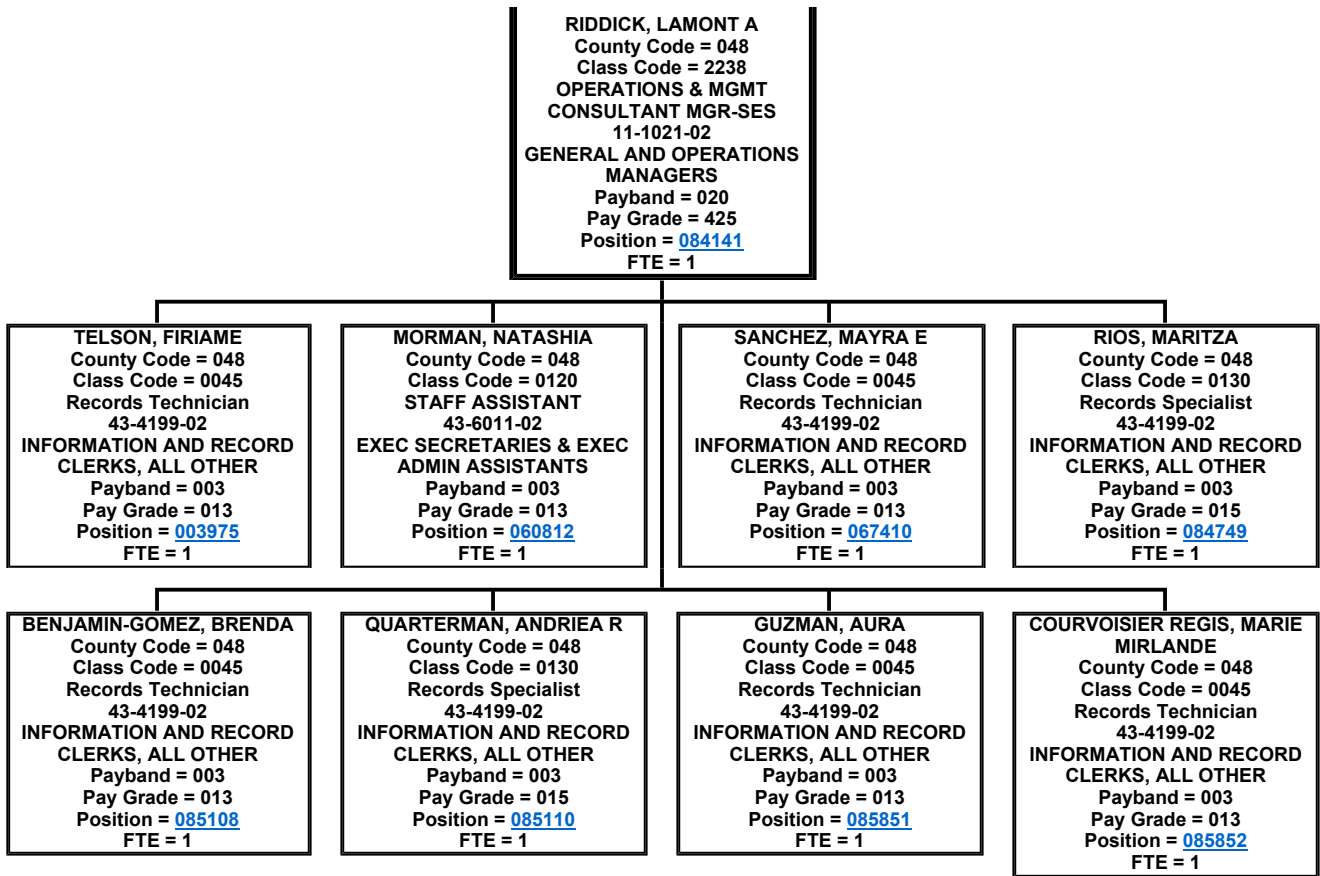 RIDDICK, LAMONT A
County Code = 048
Class Code = 2238
OPERATIONS & MGMT
CONSULTANT MGR-SES
11-1021-02
GENERAL AND OPERATIONS
MANAGERS
Payband = 020
Pay Grade = 425
Position = 084141
FTE = 1
TELSON, FIRIAME
County Code = 048
Class Code = 0045
Records Technician
43-4199-02
INFORMATION AND RECORD
CLERKS, ALL OTHER
Payband = 003
Pay Grade = 013
Position = 003975
FTE = 1
MORMAN, NATASHIA
County Code = 048
Class Code = 0120
STAFF ASSISTANT
43-6011-02
EXEC SECRETARIES & EXEC
ADMIN ASSISTANTS
Payband = 003
Pay Grade = 013
Position = 060812
FTE = 1
SANCHEZ, MAYRA E
County Code = 048
Class Code = 0045
Records Technician
43-4199-02
INFORMATION AND RECORD
CLERKS, ALL OTHER
Payband = 003
Pay Grade = 013
Position = 067410
FTE = 1
RIOS, MARITZA
County Code = 048
Class Code = 0130
Records Specialist
43-4199-02
INFORMATION AND RECORD
CLERKS, ALL OTHER
Payband = 003
Pay Grade = 015
Position = 084749
FTE = 1
BENJAMIN-GOMEZ, BRENDA
County Code = 048
Class Code = 0045
Records Technician
43-4199-02
INFORMATION AND RECORD
CLERKS, ALL OTHER
Payband = 003
Pay Grade = 013
Position = 085108
FTE = 1
QUARTERMAN, ANDRIEA R
County Code = 048
Class Code = 0130
Records Specialist
43-4199-02
INFORMATION AND RECORD
CLERKS, ALL OTHER
Payband = 003
Pay Grade = 015
Position = 085110
FTE = 1
GUZMAN, AURA
County Code = 048
Class Code = 0045
Records Technician
43-4199-02
INFORMATION AND RECORD
CLERKS, ALL OTHER
Payband = 003
Pay Grade = 013
Position = 085851
FTE = 1
COURVOISIER REGIS, MARIE
MIRLANDE
County Code = 048
Class Code = 0045
Records Technician
43-4199-02
INFORMATION AND RECORD
CLERKS, ALL OTHER
Payband = 003
Pay Grade = 013
Position = 085852
FTE = 1